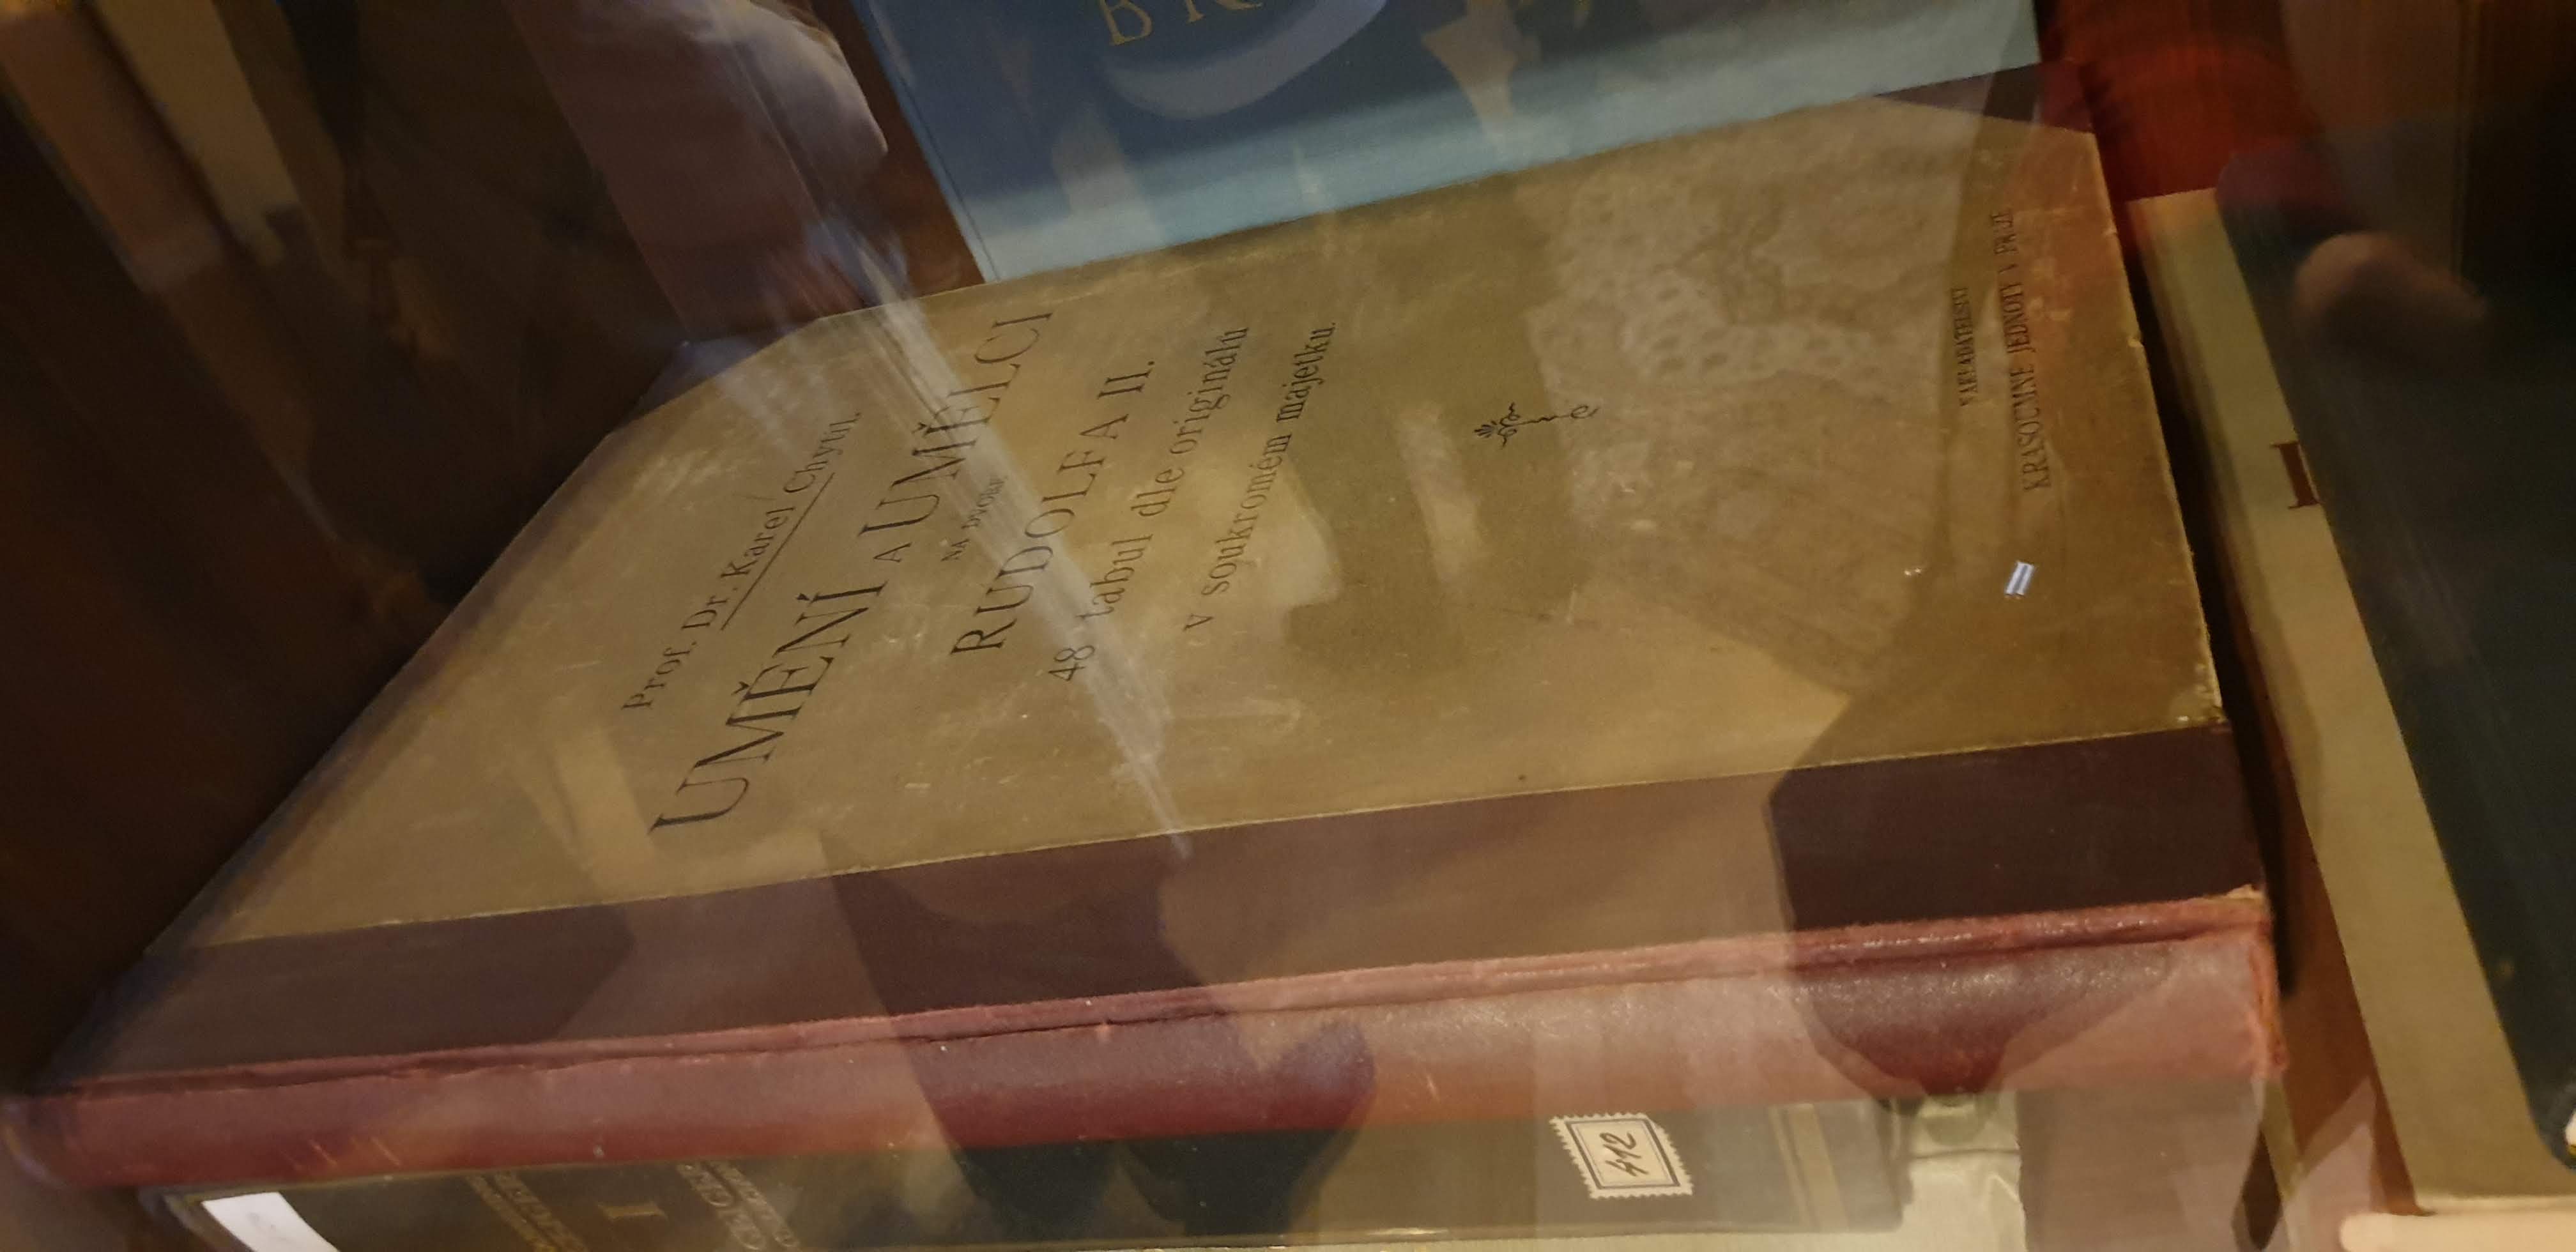 Prof. Dr. Karel Chytil.
UMĚNÍ A UMĚLCI
NA DVOŘE
RUDOLFA II.
48 tabul dle originálů
v soukromém majetku.
NAKLADATELSTVÍ
KRASOUMNÉ JEDNOTY V PRAZE
412
I